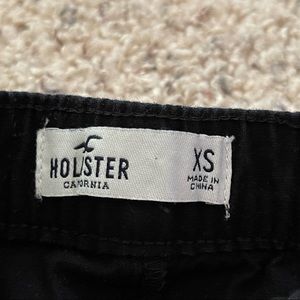 HOLLISTER
CALIFORNIA
XS
MADE IN
CHINA